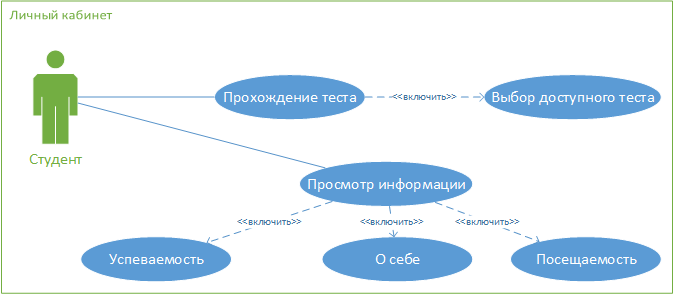 Личный кабинет
Прохождение теста
<<включить>>
Выбор доступного теста
Студент
Просмотр информации
<<включить>>
<<включить>>
<<включить>>
Успеваемость
О себе
Посещаемость